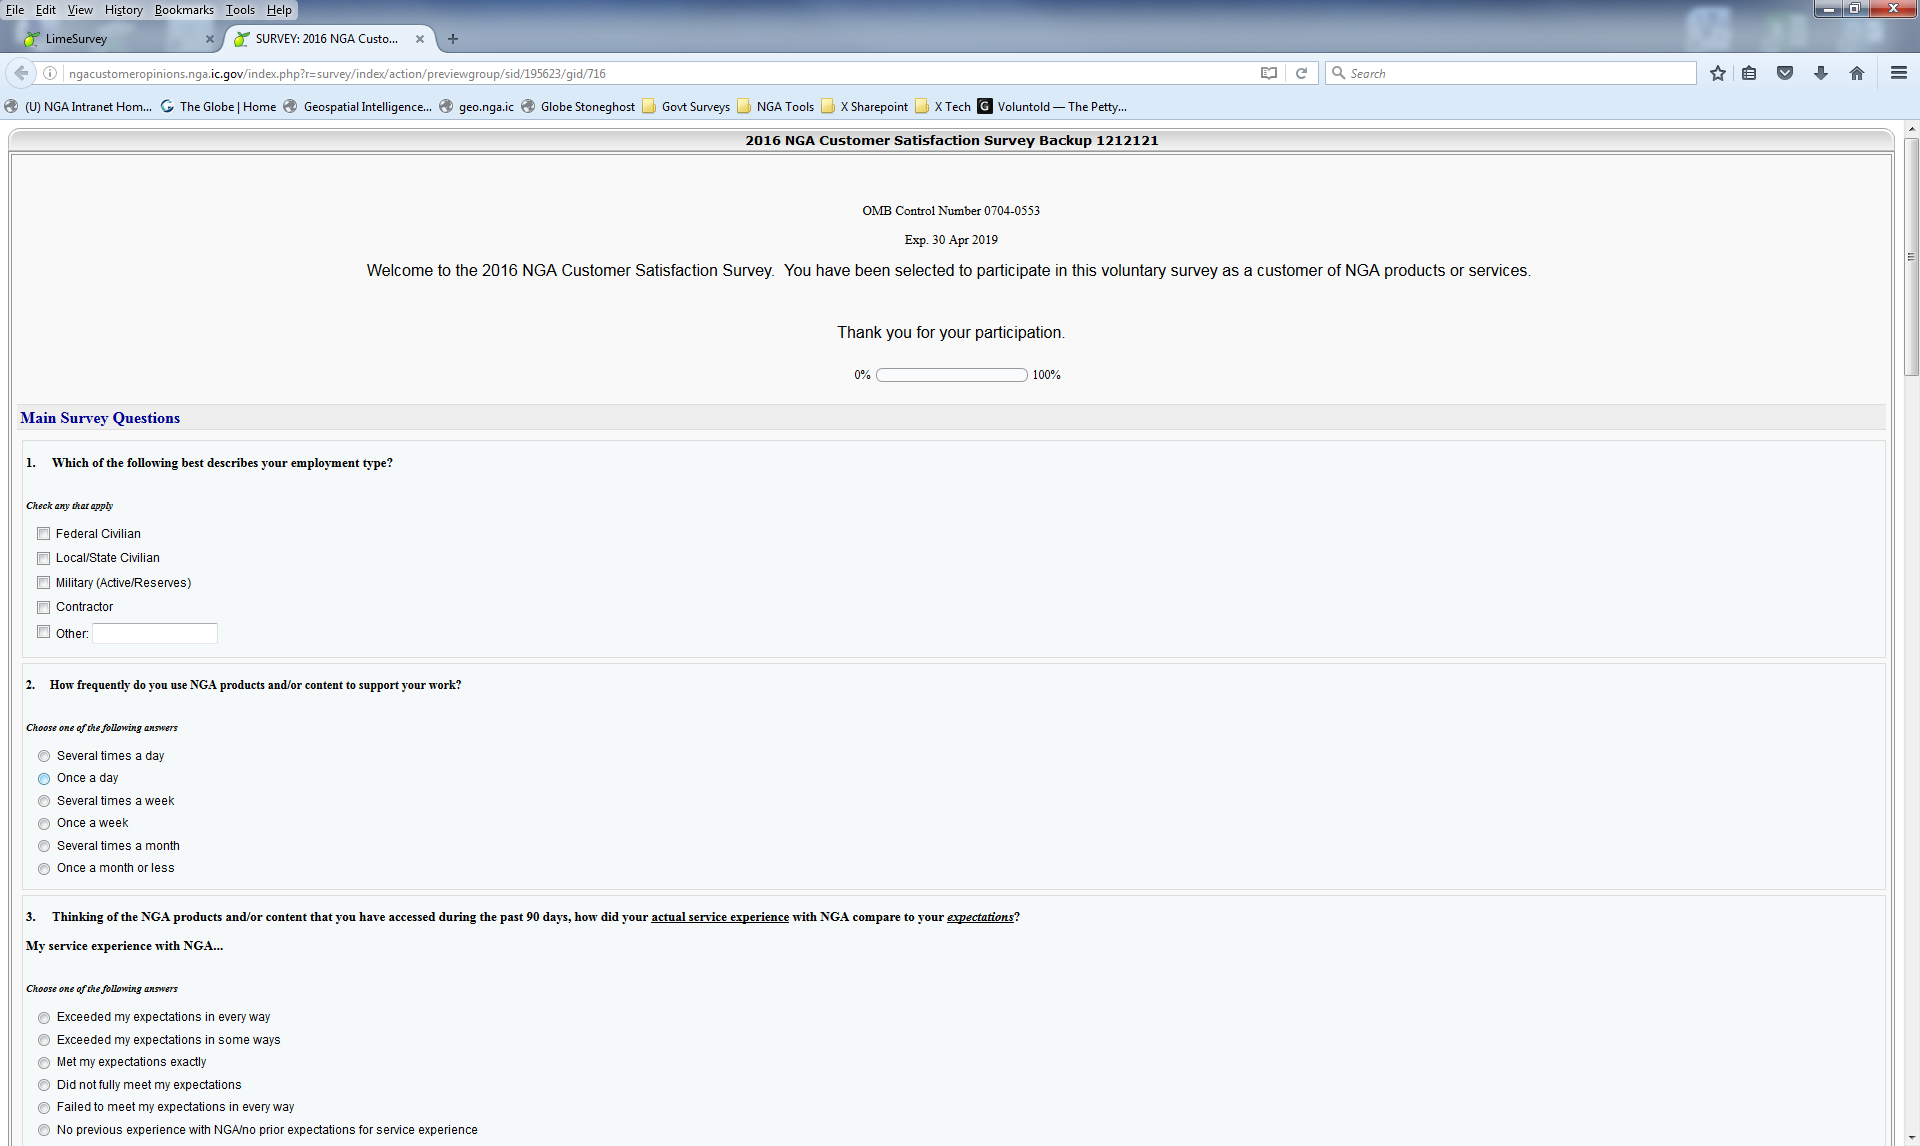 File Edit View History Bookmarks Tools Help
LimeSurvey
SURVEY: 2016 NGA Custo...
ngacustomeropinions.nga.ic.gov/index.php?r=survey/index/action/previewgroup/sid/195623/gid/716
Search
(U) NGA Intranet Hom... The Globe | Home Geospatial Intelligence... geo.nga.ic Globe Stoneghost Govt Surveys NGA Tools X Sharepoint X Tech G Voluntold — The Petty...
2016 NGA Customer Satisfaction Survey Backup 1212121
OMB Control Number 0704-0553
Exp. 30 Apr 2019
Welcome to the 2016 NGA Customer Satisfaction Survey. You have been selected to participate in this voluntary survey as a customer of NGA products or services.
Thank you for your participation.
0% 100%
Main Survey Questions
1. Which of the following best describes your employment type?
Check any that apply
Federal Civilian
Local/State Civilian
Military (Active/Reserves)
Contractor
Other:
2. How frequently do you use NGA products and/or content to support your work?
Choose one of the following answers
Several times a day
Once a day
Several times a week
Once a week
Several times a month
Once a month or less
3. Thinking of the NGA products and/or content that you have accessed during the past 90 days, how did your actual service experience with NGA compare to your expectations?
My service experience with NGA...
Choose one of the following answers
Exceeded my expectations in every way
Exceeded my expectations in some ways
Met my expectations exactly
Did not fully meet my expectations
Failed to meet my expectations in every way
No previous experience with NGA/no prior expectations for service experience